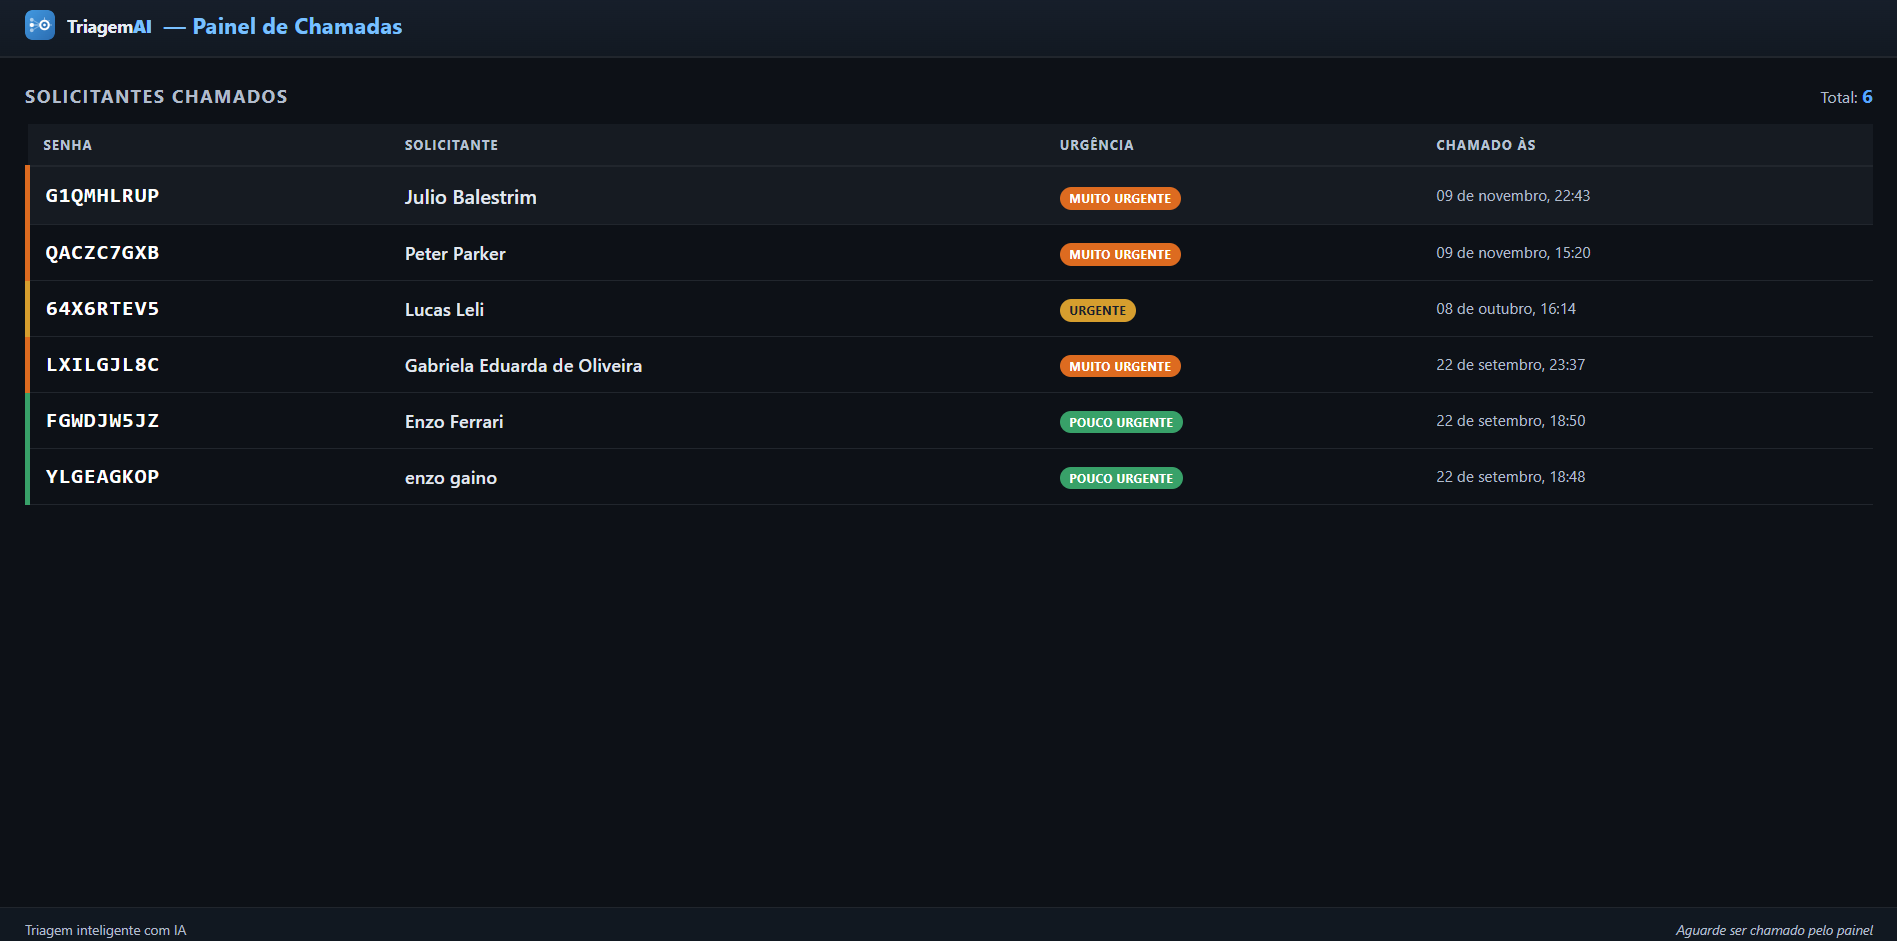 TriagemAI — Painel de Chamadas
SOLICITANTES CHAMADOS Total: 6
SENHA SOLICITANTE URGÊNCIA CHAMADO ÀS
G1QMHLRUP Julio Balestrim MUITO URGENTE 09 de novembro, 22:43
QACZC7GXB Peter Parker MUITO URGENTE 09 de novembro, 15:20
64X6RTEV5 Lucas Leli URGENTE 08 de outubro, 16:14
LXILGJL8C Gabriela Eduarda de Oliveira MUITO URGENTE 22 de setembro, 23:37
FGWDJW5JZ Enzo Ferrari POUCO URGENTE 22 de setembro, 18:50
YLGEAGKOP enzo gaino POUCO URGENTE 22 de setembro, 18:48
Triagem inteligente com IA Aguarde ser chamado pelo painel